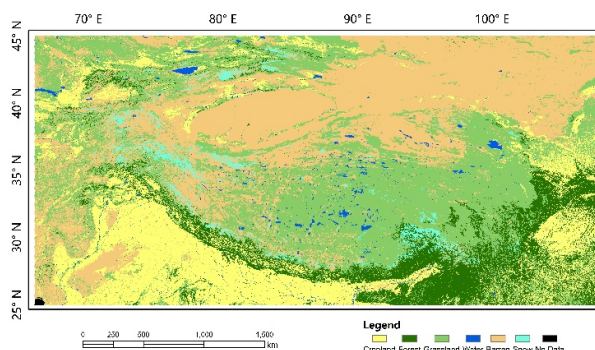 70° E 80° E 90° E 100° E
45° N
40° N
35° N
30° N
25° N
0 250 500 1,000 1,500
km
Legend
Cropland Forest Grassland Water Barren Snow No Data